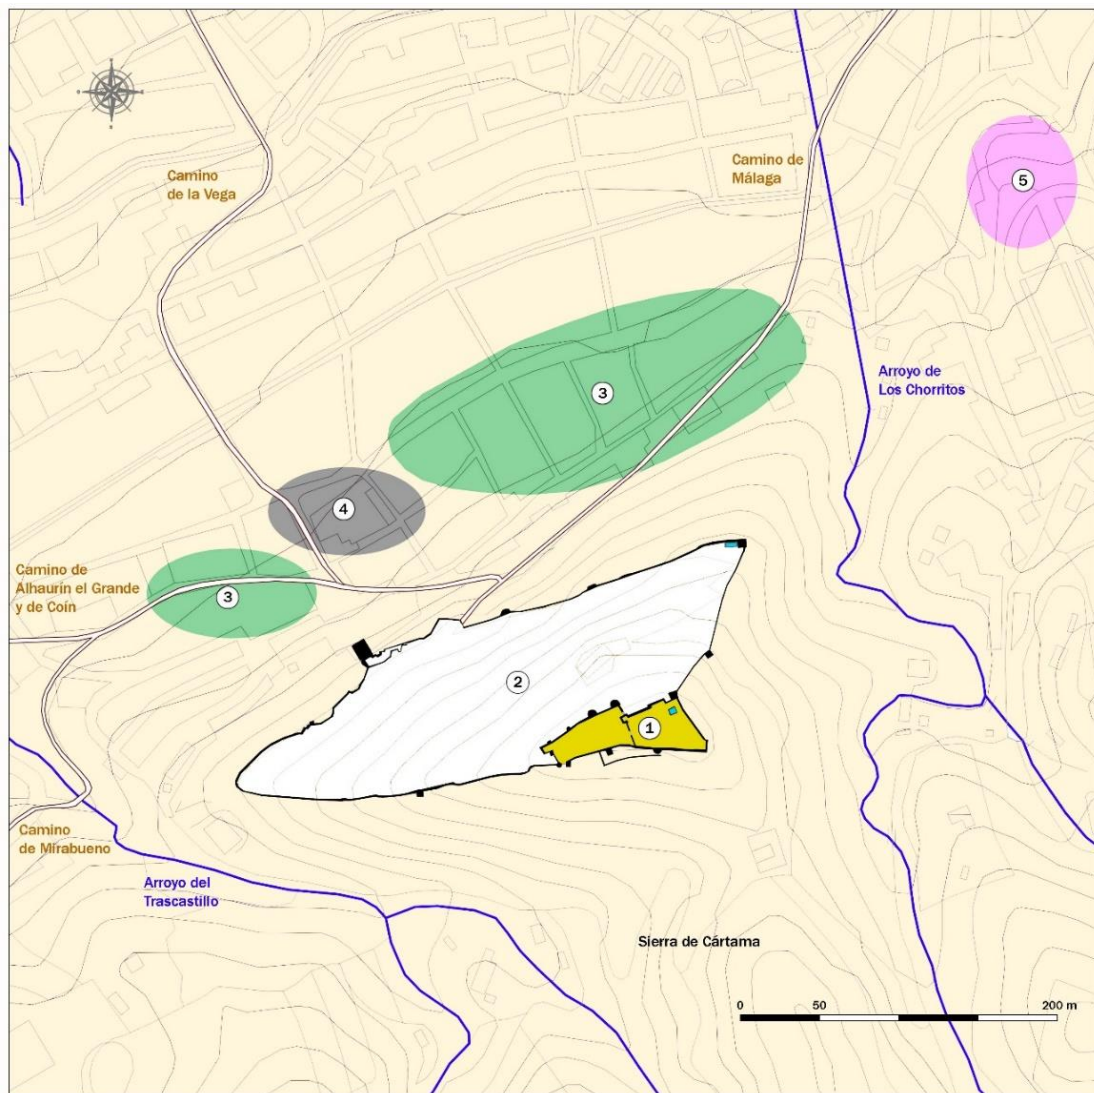 Camino de
Málaga
5
Camino
de la Vega
Arroyo de
Los Chorritos
3
4
Camino de
Alhaurín el Grande
y de Coín
3
2
1
Camino
de Mirabueno
Arroyo del
Trascastillo
Sierra de Cártama
0 50 200 m